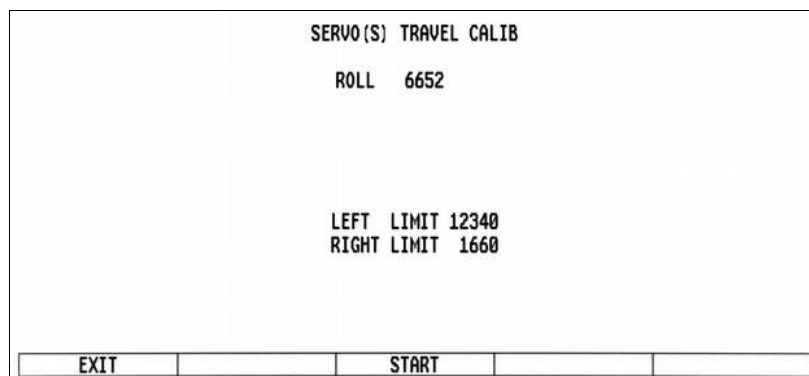 SERVO(S) TRAVEL CALIB
ROLL 6652
LEFT LIMIT 12340
RIGHT LIMIT 1660
EXIT START